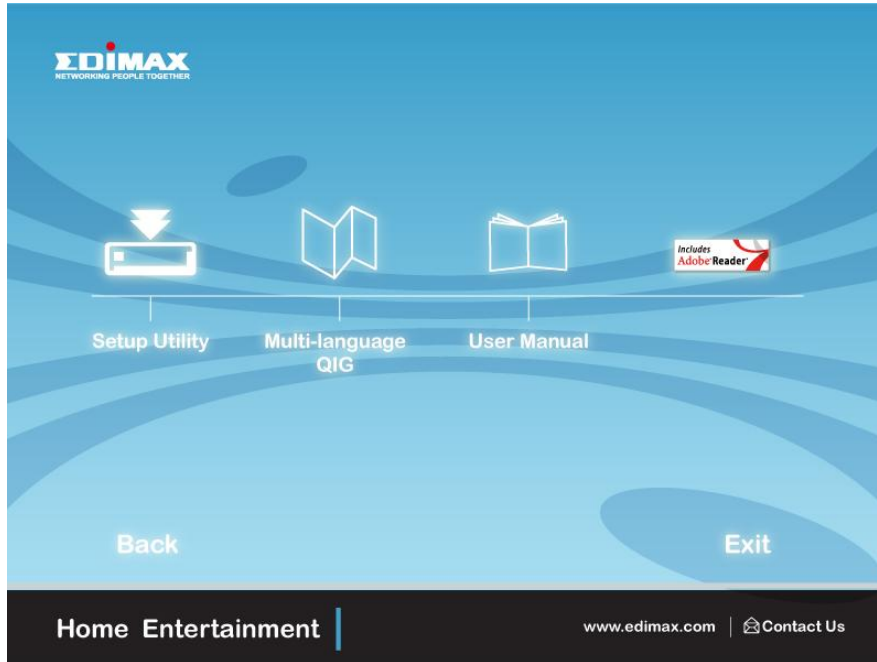 EDIMAX
NETWORKING PEOPLE TOGETHER
Includes
Adobe Reader
Setup Utility
Multi-language
QIG
User Manual
Back
Exit
Home Entertainment
www.edimax.com
Contact Us